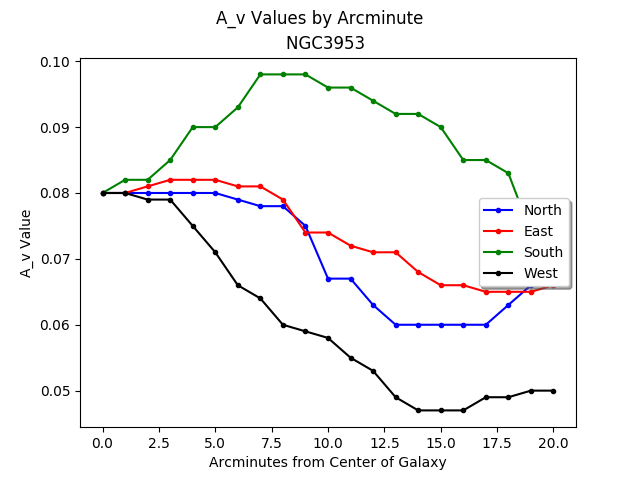 A_v Values by Arcminute
NGC3953
0.10
0.09
0.08
0.07
0.06
0.05
A_v Value
North
East
South
West
0.0 2.5 5.0 7.5 10.0 12.5 15.0 17.5 20.0
Arcminutes from Center of Galaxy